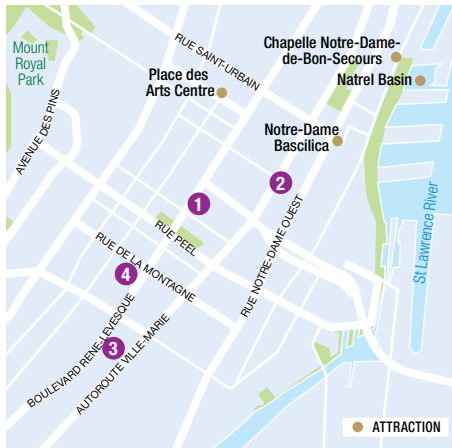 Mount
Royal
Park
AVENUE DES PINS
RUE SAINT-URBAIN
Place des
Arts Centre
Chapelle Notre-Dame-
de-Bon-Secours
Natrel Basin
Notre-Dame
Bascilica
1
2
RUE PEEL
RUE DE LA MONTAGNE
RUE NOTRE-DAME OUEST
St Lawrence River
4
3
BOULEVARD RENE-LEVESQUE
AUTOROUTE VILLE-MARIE
ATTRACTION